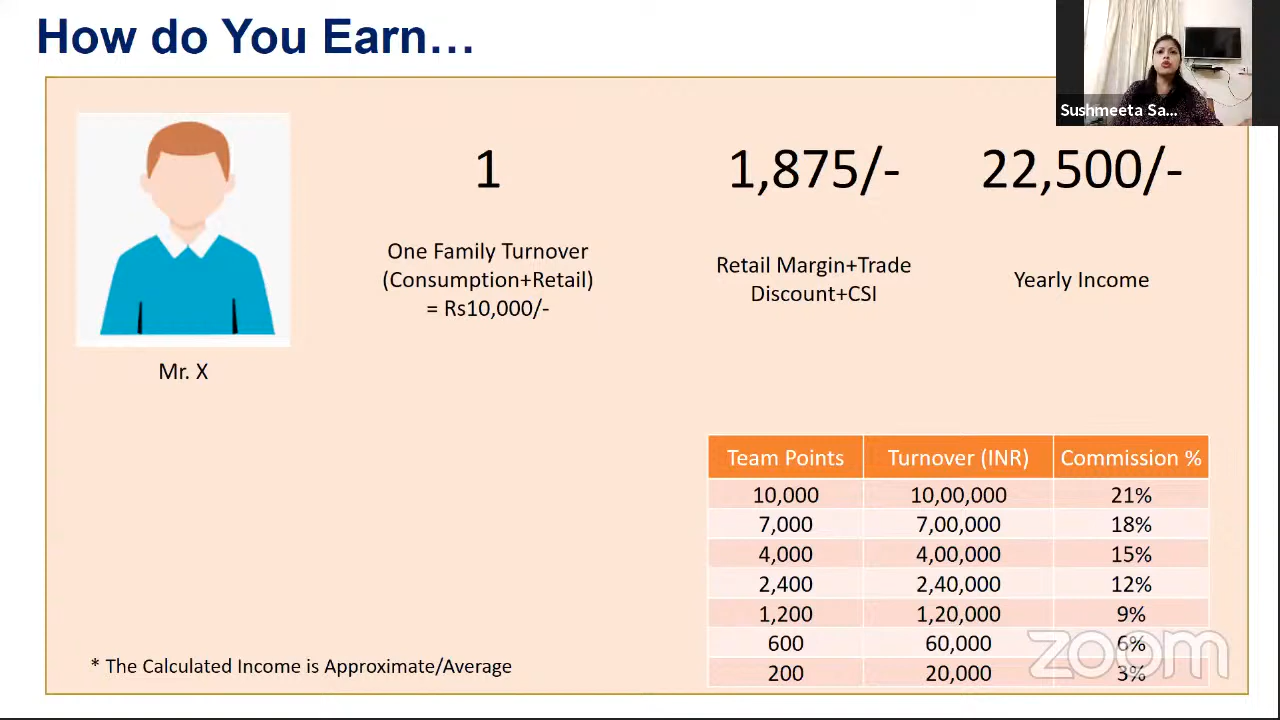 How do You Earn…
Sushmeeta Sa...
1
1,875/-
22,500/-
One Family Turnover
(Consumption+Retail)
= Rs10,000/-
Retail Margin+Trade
Discount+CSI
Yearly Income
Mr. X
Team Points Turnover (INR) Commission %
10,000 10,00,000 21%
7,000 7,00,000 18%
4,000 4,00,000 15%
2,400 2,40,000 12%
1,200 1,20,000 9%
600 60,000 6%
200 20,000 3%
* The Calculated Income is Approximate/Average
zoom